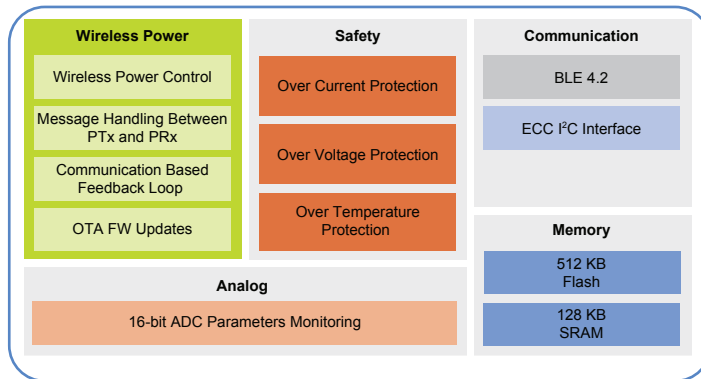 Wireless Power
Wireless Power Control
Message Handling Between
PTx and PRx
Communication Based
Feedback Loop
OTA FW Updates
Safety
Over Current Protection
Over Voltage Protection
Over Temperature
Protection
Communication
BLE 4.2
ECC I²C Interface
Analog
16-bit ADC Parameters Monitoring
Memory
512 KB
Flash
128 KB
SRAM